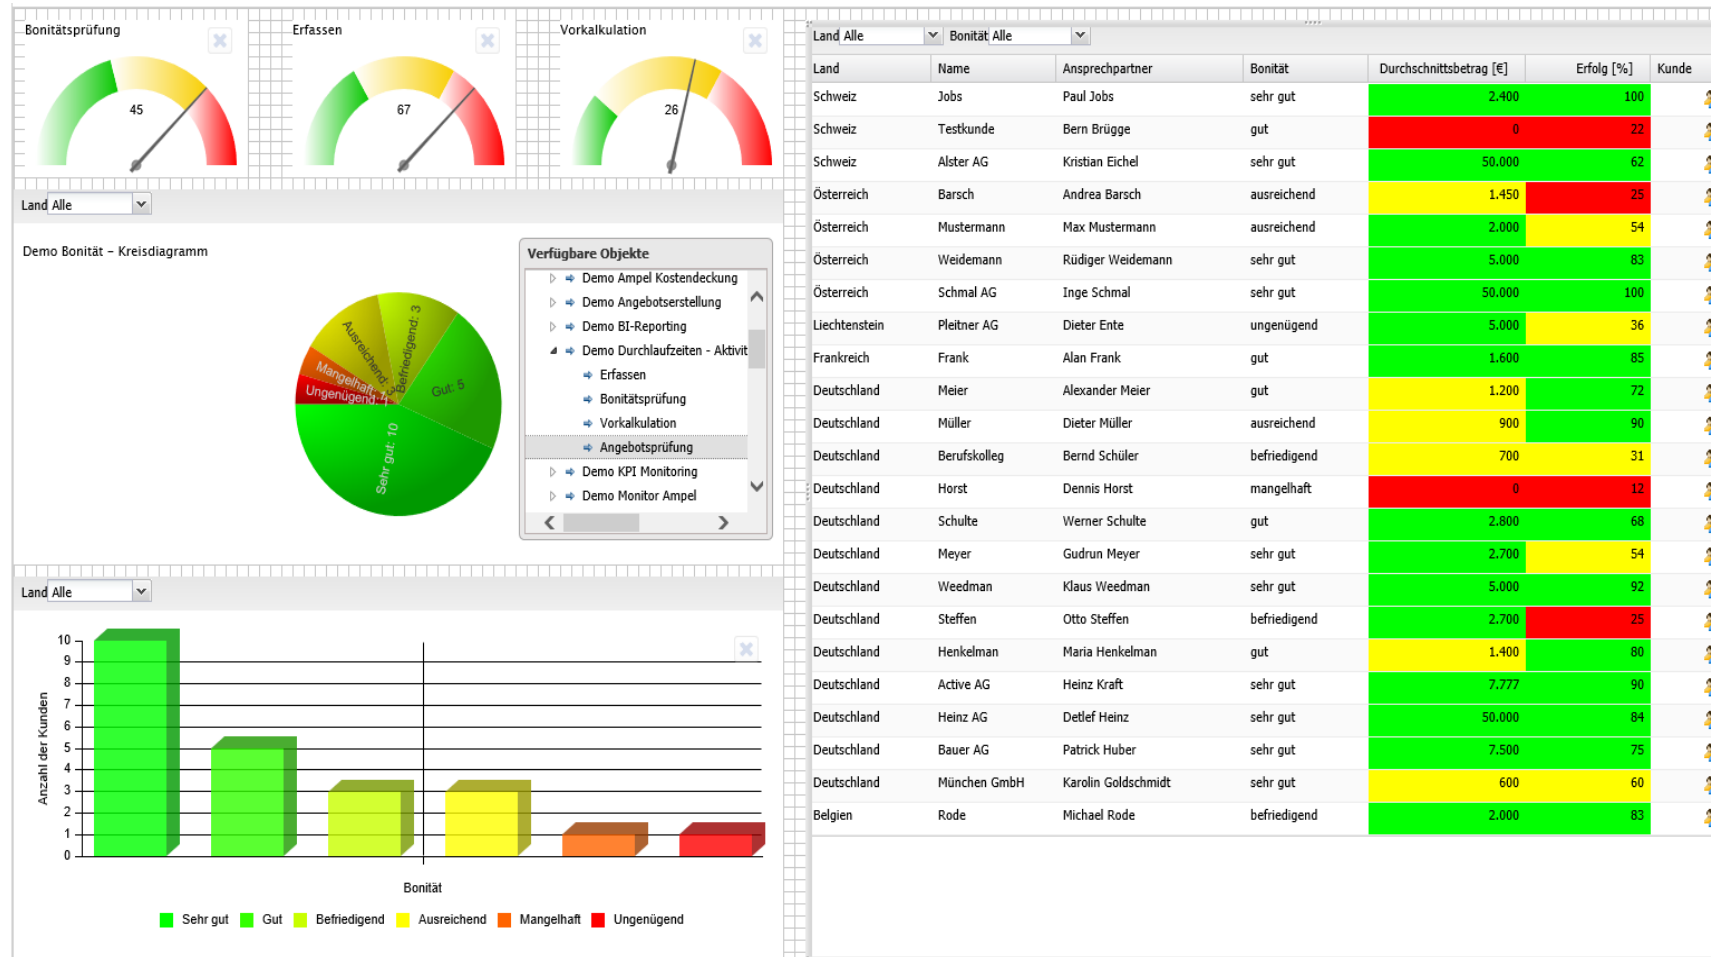 Bonitätsprüfung
45
Erfassen
67
Vorkalkulation
26
Land Alle
Demo Bonität - Kreisdiagramm
Befriedigend: 3
Ausreichend: 3
Gut: 5
Mangelhaft: 1
Ungenügend: 1
Sehr gut: 10
Verfügbare Objekte
Demo Ampel Kostendeckung
Demo Angebotserstellung
Demo BI-Reporting
Demo Durchlaufzeiten - Aktivit
Erfassen
Bonitätsprüfung
Vorkalkulation
Angebotsprüfung
Demo KPI Monitoring
Demo Monitor Ampel
Land Alle
Anzahl der Kunden
10
9
8
7
6
5
4
3
2
1
0
Bonität
Sehr gut Gut Befriedigend Ausreichend Mangelhaft Ungenügend
Land Alle Bonität Alle
Land Name Ansprechpartner Bonität Durchschnittsbetrag [€] Erfolg [%] Kunde
Schweiz Jobs Paul Jobs sehr gut 2.400 100
Schweiz Testkunde Bern Brügge gut 0 22
Schweiz Alster AG Kristian Eichel sehr gut 50.000 62
Österreich Barsch Andrea Barsch ausreichend 1.450 25
Österreich Mustermann Max Mustermann ausreichend 2.000 54
Österreich Weidemann Rüdiger Weidemann sehr gut 5.000 83
Österreich Schmal AG Inge Schmal sehr gut 50.000 100
Liechtenstein Pleitner AG Dieter Ente ungenügend 5.000 36
Frankreich Frank Alan Frank gut 1.600 85
Deutschland Meier Alexander Meier gut 1.200 72
Deutschland Müller Dieter Müller ausreichend 900 90
Deutschland Berufskolleg Bernd Schüler befriedigend 700 31
Deutschland Horst Dennis Horst mangelhaft 0 12
Deutschland Schulte Werner Schulte gut 2.800 68
Deutschland Meyer Gudrun Meyer sehr gut 2.700 54
Deutschland Weedman Klaus Weedman sehr gut 5.000 92
Deutschland Steffen Otto Steffen befriedigend 2.700 25
Deutschland Henkelman Maria Henkelman gut 1.400 80
Deutschland Active AG Heinz Kraft sehr gut 7.777 90
Deutschland Heinz AG Detlef Heinz sehr gut 50.000 84
Deutschland Bauer AG Patrick Huber sehr gut 7.500 75
Deutschland München GmbH Karolin Goldschmidt sehr gut 600 60
Belgien Rode Michael Rode befriedigend 2.000 83